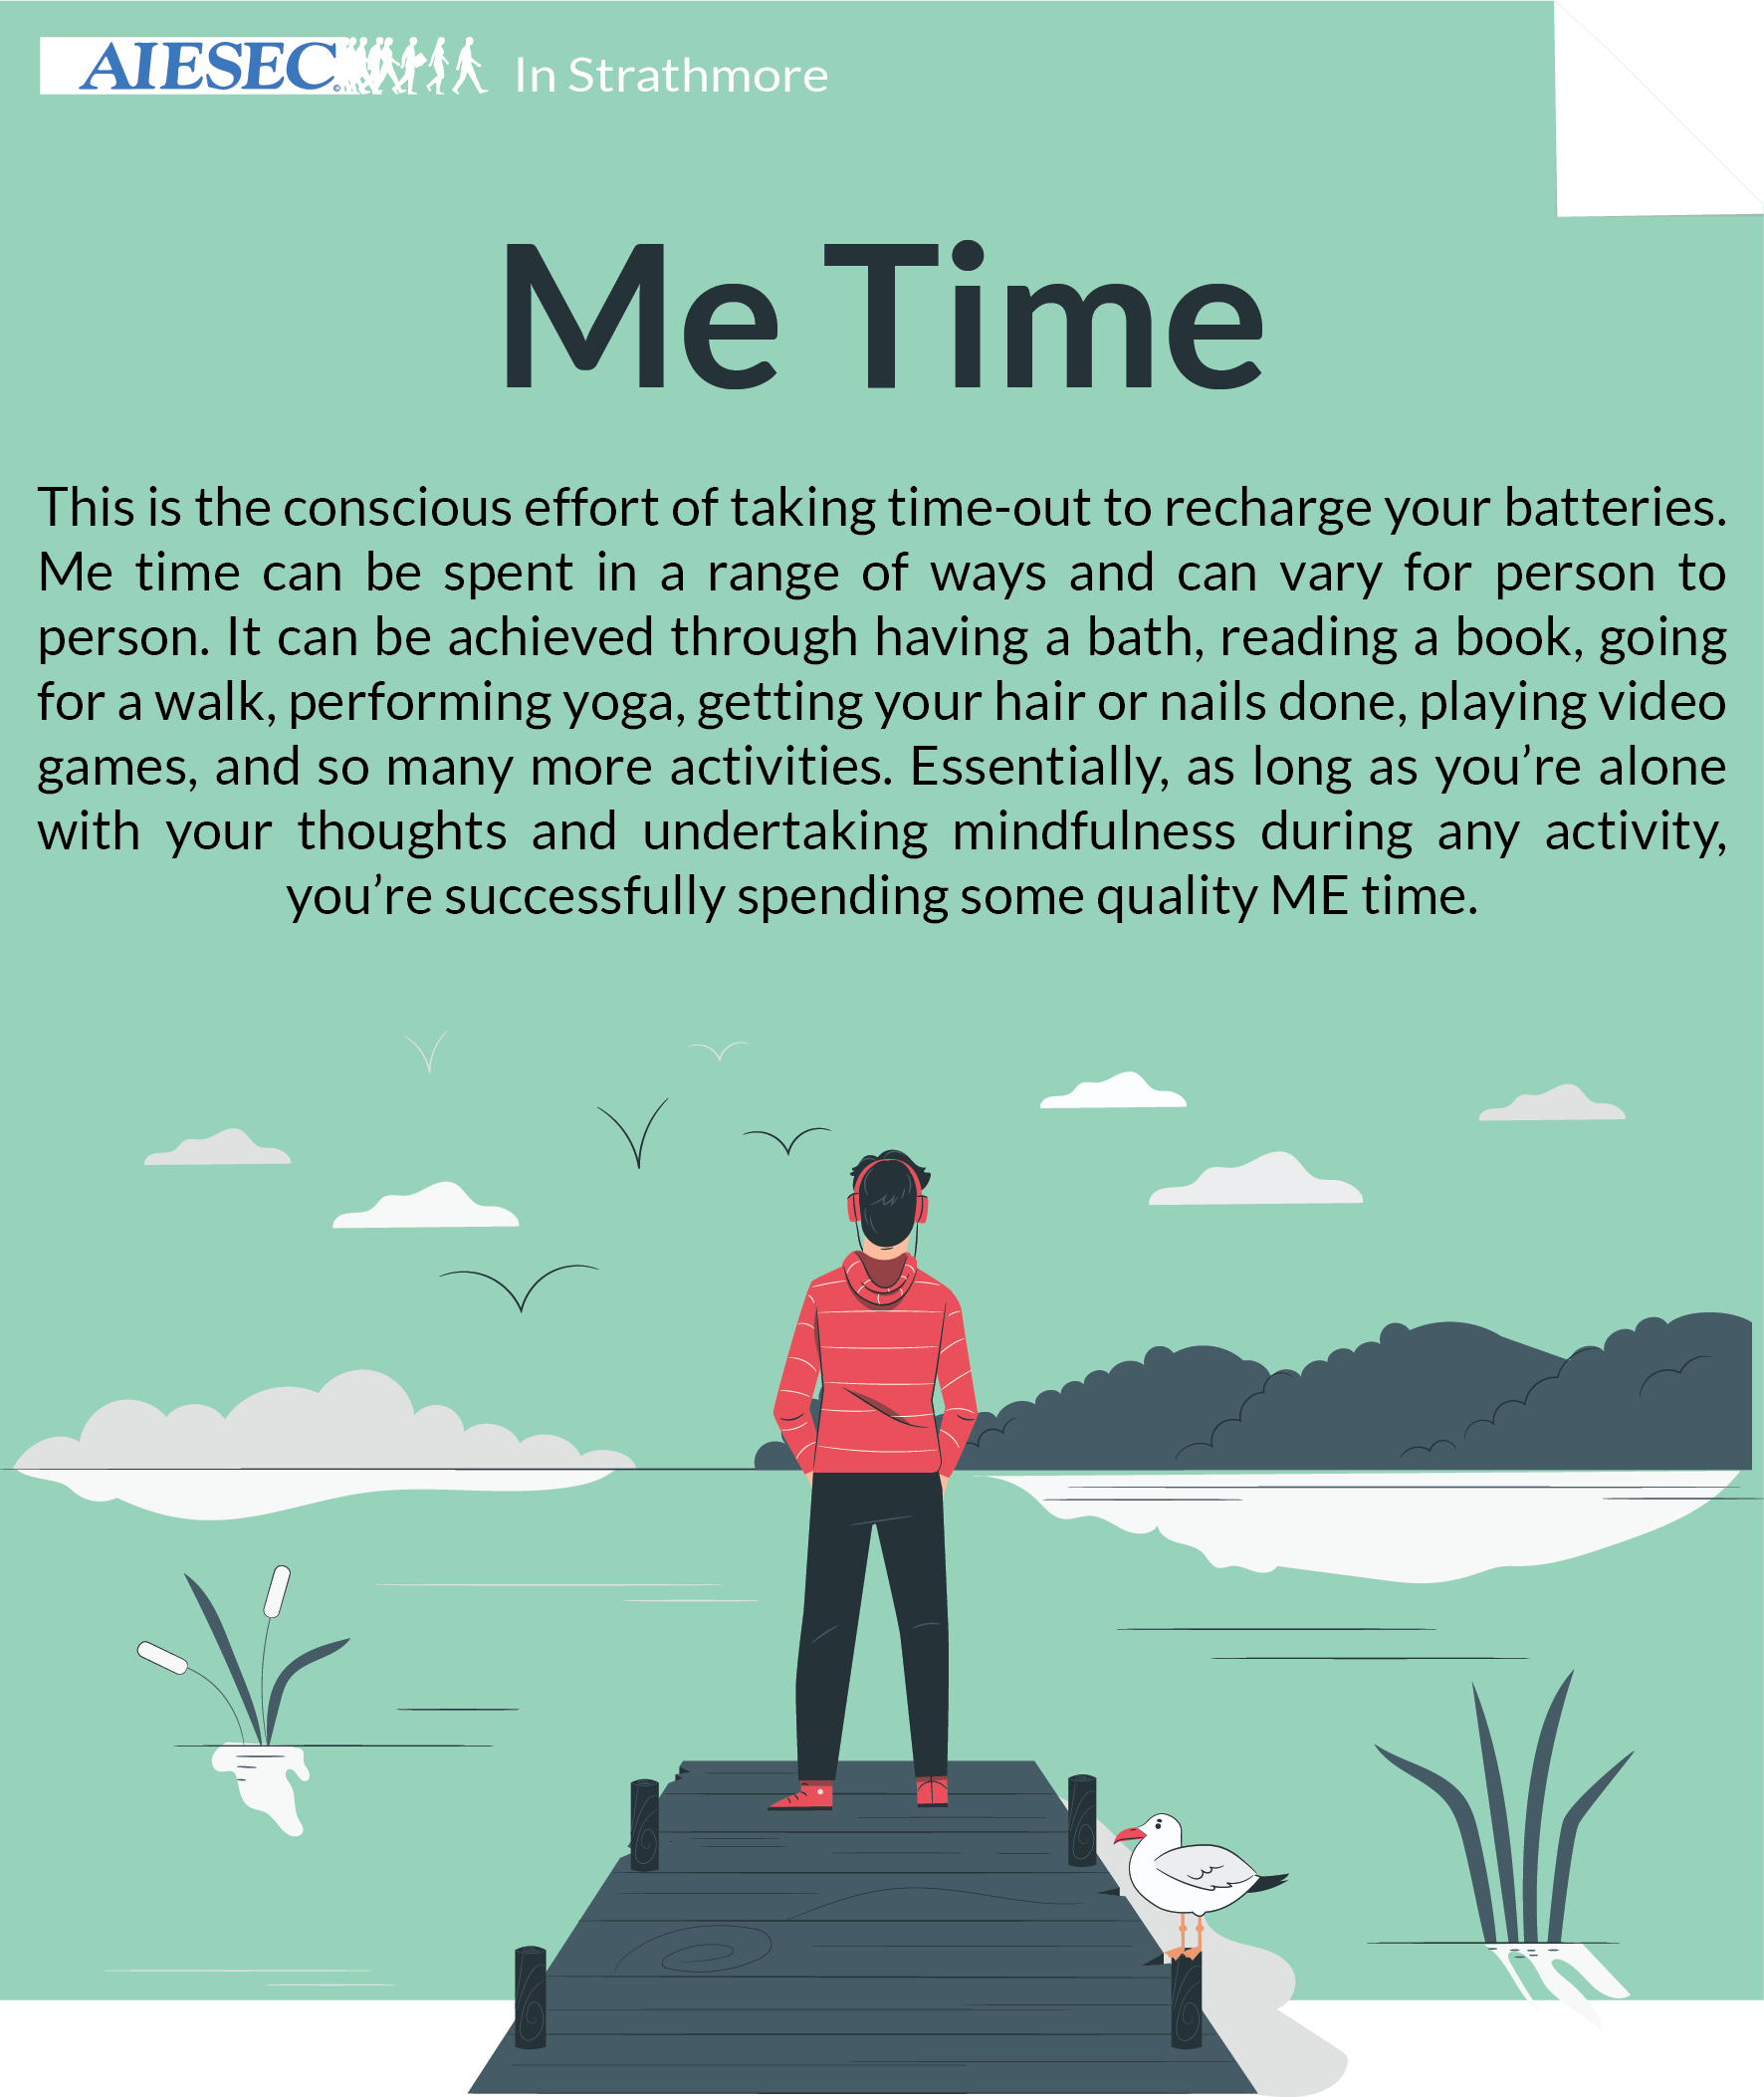 AIESEC In Strathmore
Me Time
This is the conscious effort of taking time-out to recharge your batteries.
Me time can be spent in a range of ways and can vary for person to
person. It can be achieved through having a bath, reading a book, going
for a walk, performing yoga, getting your hair or nails done, playing video
games, and so many more activities. Essentially, as long as you’re alone
with your thoughts and undertaking mindfulness during any activity,
you’re successfully spending some quality ME time.